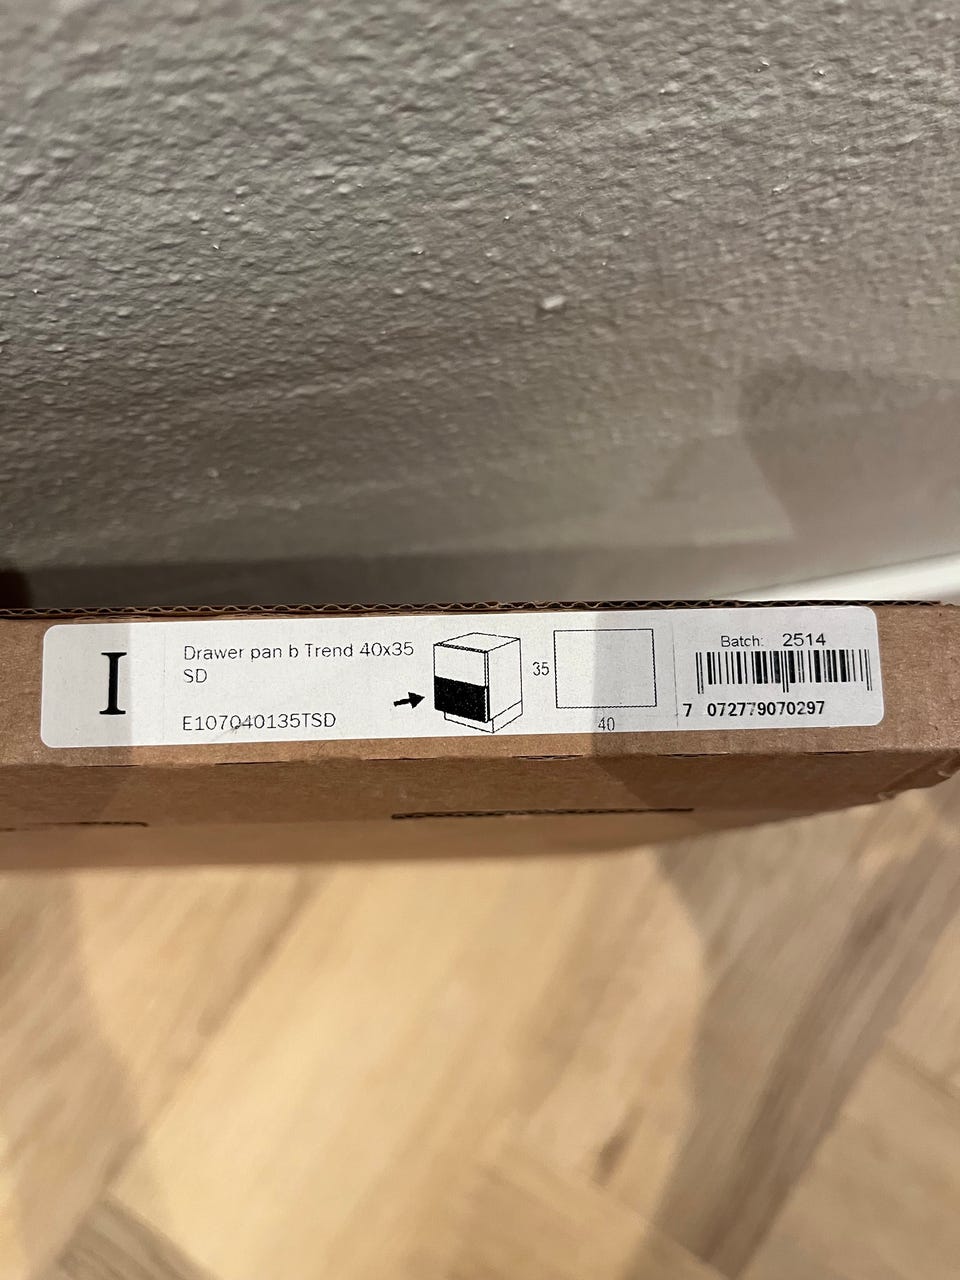 I
Drawer pan b Trend 40x35
SD
E107040135TSD
35
40
Batch: 2514
7 072779070297